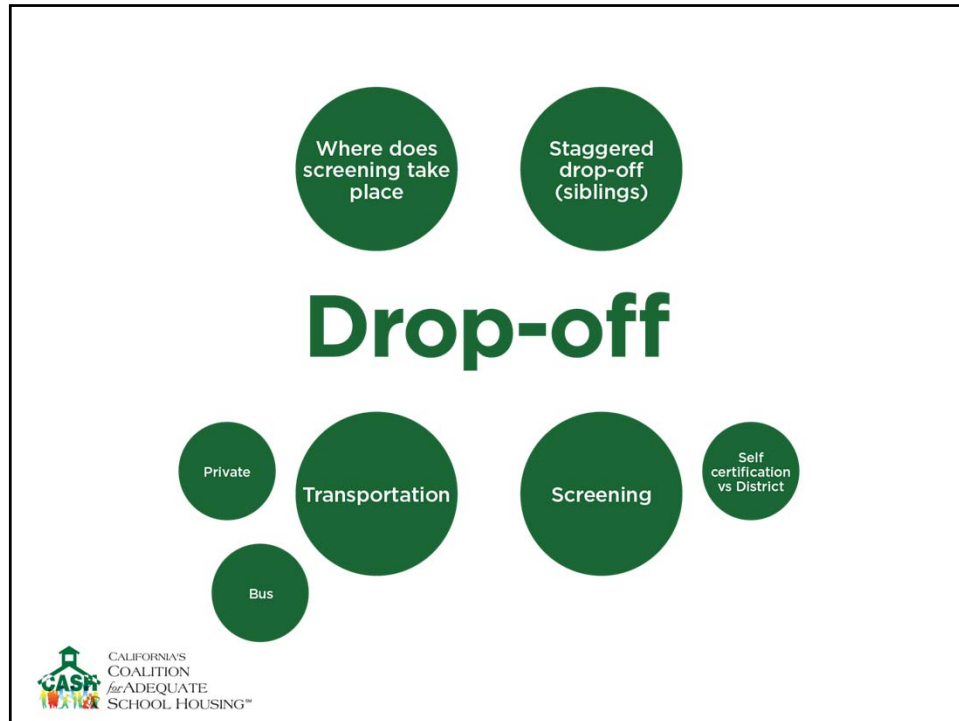 Where does
screening take
place
Staggered
drop-off
(siblings)
Drop-off
Private
Transportation
Bus
Screening
Self
certification
vs District
CASH
CALIFORNIA'S
COALITION
for ADEQUATE
SCHOOL HOUSING℠